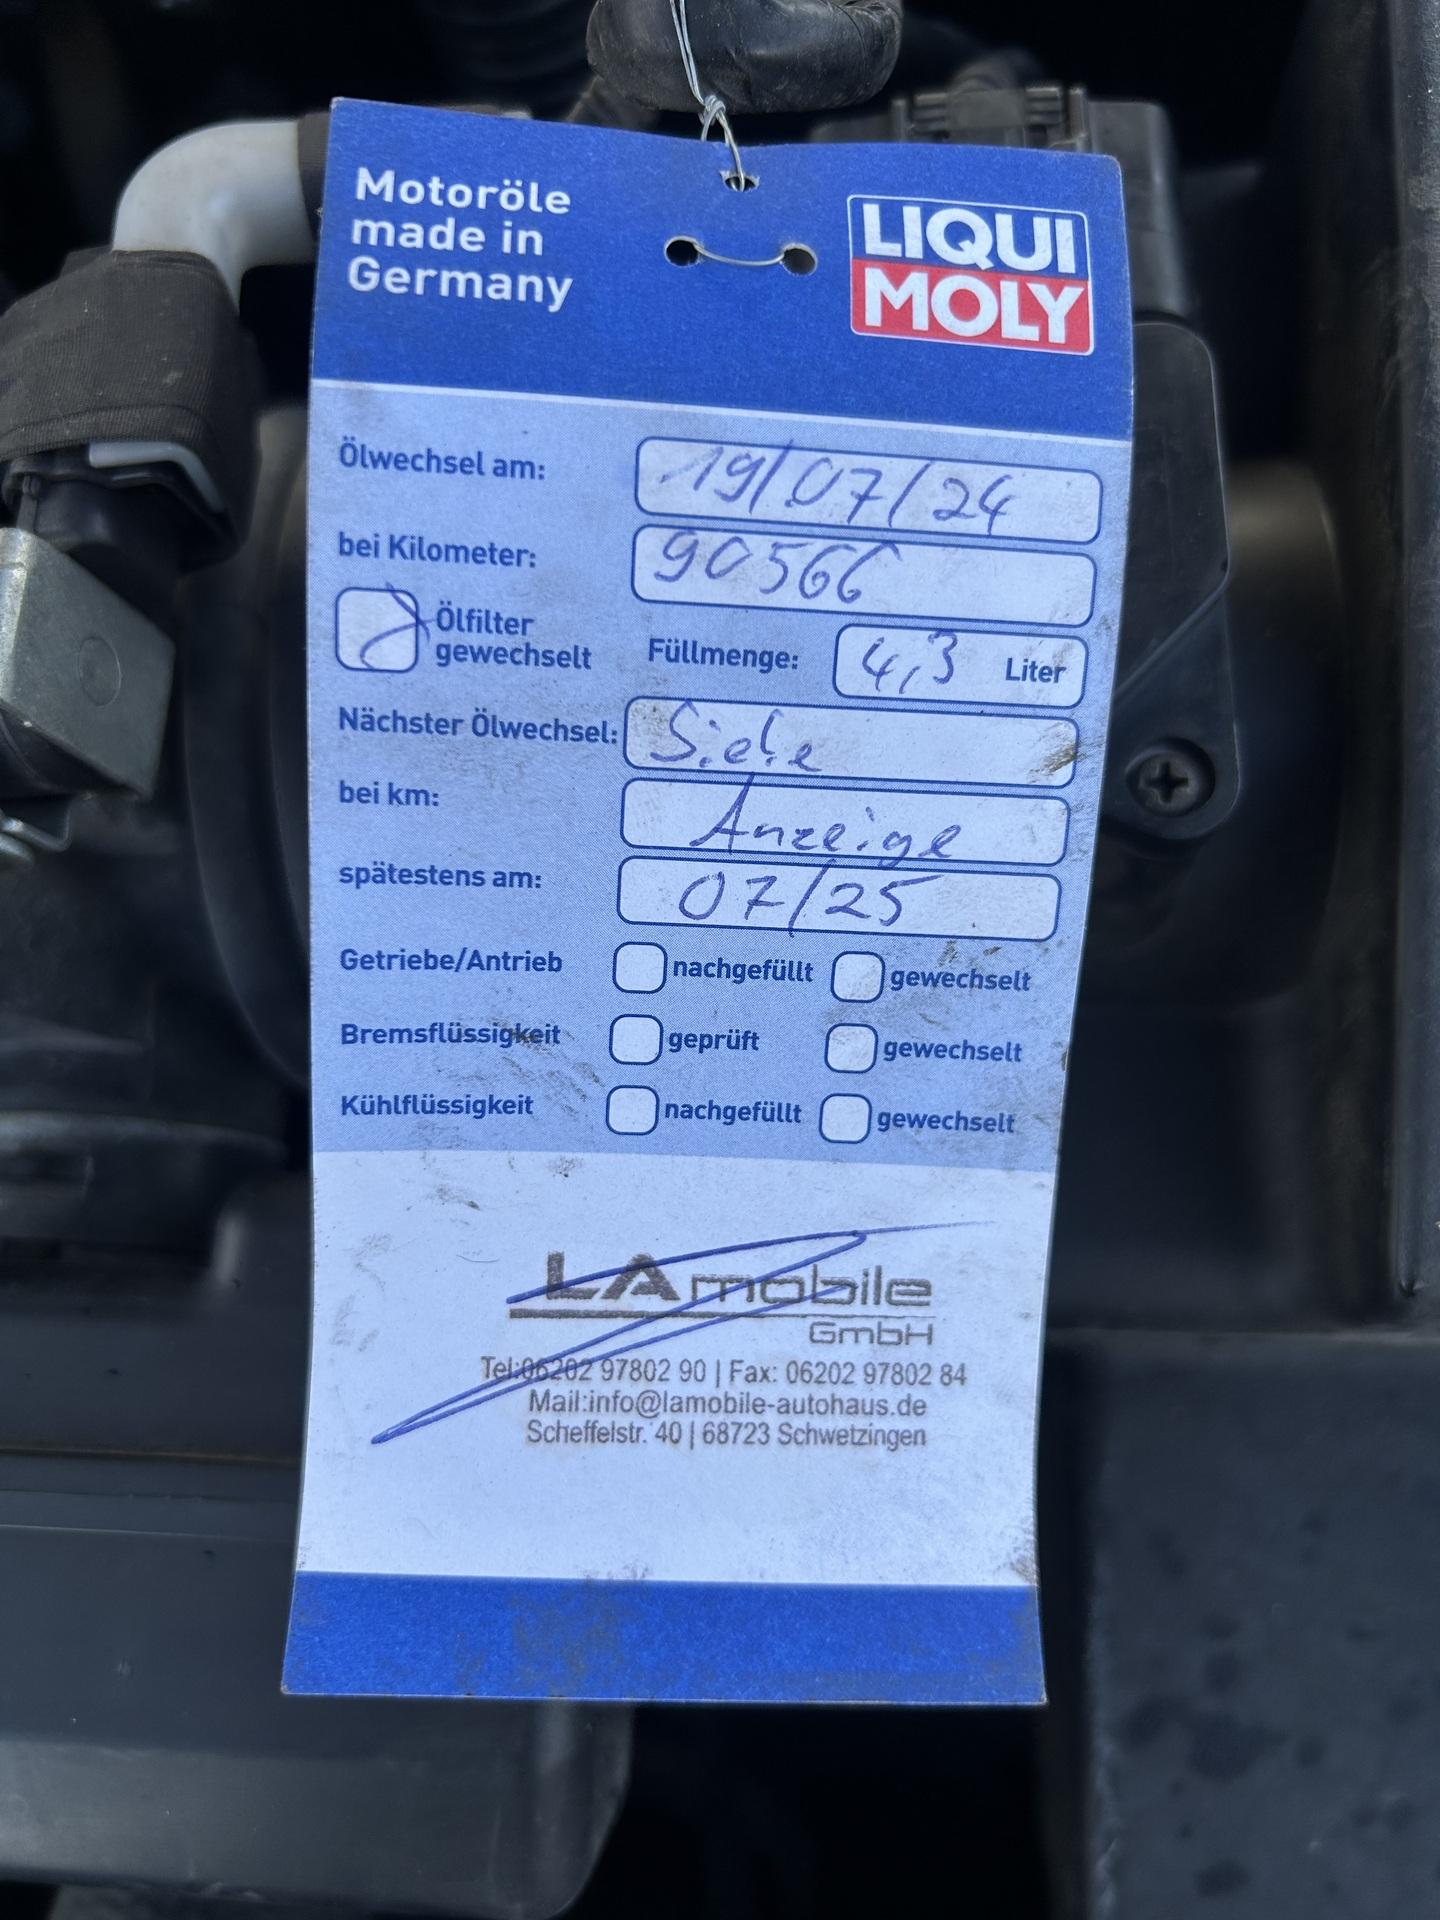 Motoröle
made in
Germany
LIQUI
MOLY
Ölwechsel am: 19/07/24
bei Kilometer: 90566
Ölfilter
gewechselt
Füllmenge: 4,3 Liter
Nächster Ölwechsel: Siehe
bei km: Anzeige
spätestens am: 07/25
Getriebe/Antrieb nachgefüllt gewechselt
Bremsflüssigkeit geprüft gewechselt
Kühlflüssigkeit nachgefüllt gewechselt
LAmobile
GmbH
Tel:06202 97802 90 | Fax: 06202 97802 84
Mail:info@lamobile-autohaus.de
Scheffelstr. 40 | 68723 Schwetzingen